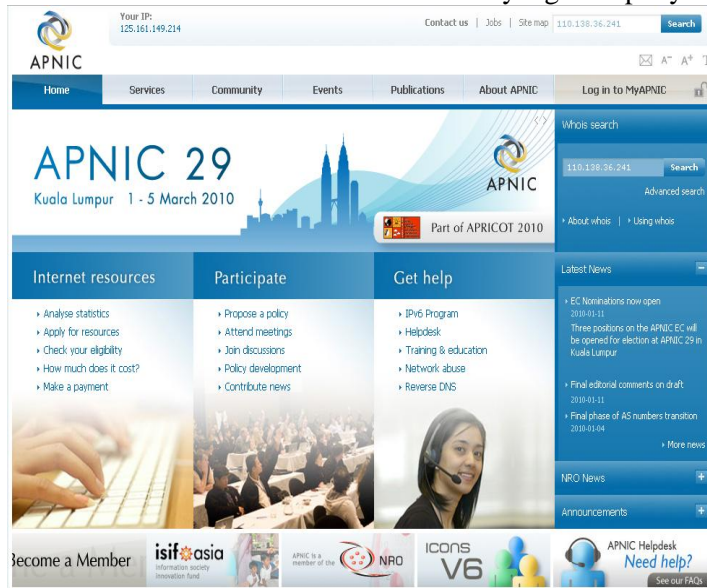 Your IP:
125.161.149.214
Contact us | Jobs | Site map
110.138.36.241
Search
APNIC
A- A+
Home
Services
Community
Events
Publications
About APNIC
Log in to MyAPNIC
APNIC 29
Kuala Lumpur 1 - 5 March 2010
APNIC
Part of APRICOT 2010
Whois search
110.138.36.241
Search
Advanced search
About whois | Using whois
Internet resources
Analyse statistics
Apply for resources
Check your eligibility
How much does it cost?
Make a payment
Participate
Propose a policy
Attend meetings
Join discussions
Policy development
Contribute news
Get help
IPv6 Program
Helpdesk
Training & education
Network abuse
Reverse DNS
Latest News
EC Nominations now open
2010-01-11
Three positions on the APNIC EC will
be opened for election at APNIC 29 in
Kuala Lumpur
Final editorial comments on draft
2010-01-11
Final phase of AS numbers transition
2010-01-04
More news
NRO News
Announcements
Become a Member
isif asia
Information society
innovation fund
APNIC is a
member of the
NRO
ICONS
V6
APNIC Helpdesk
Need help?
See our FAQs